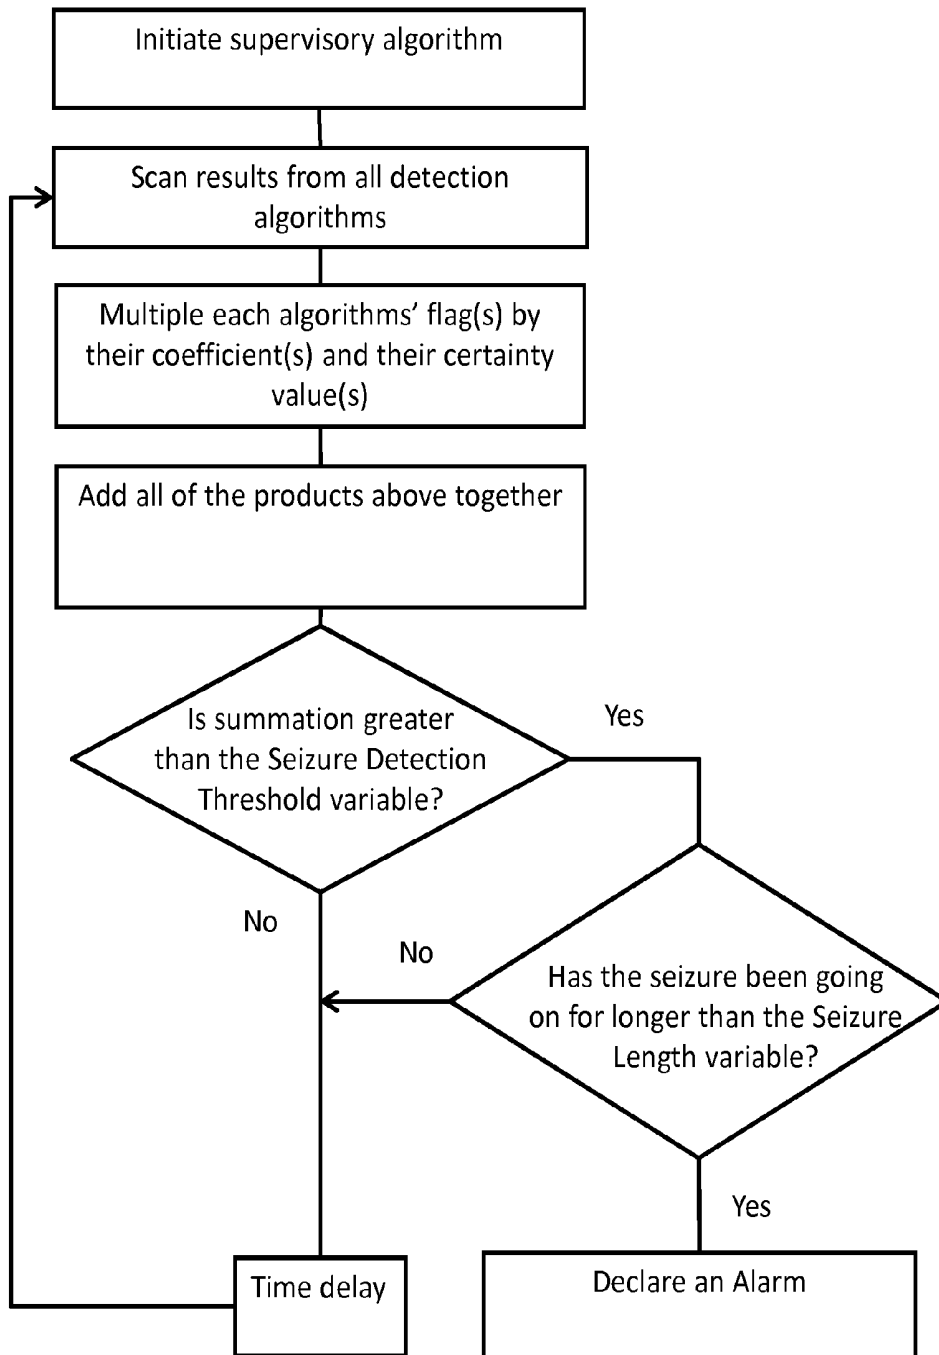 Initiate supervisory algorithm
Scan results from all detection
algorithms
Multiple each algorithms’ flag(s) by
their coefficient(s) and their certainty
value(s)
Add all of the products above together
Is summation greater
than the Seizure Detection
Threshold variable?
Yes
No
No
Has the seizure been going
on for longer than the Seizure
Length variable?
Yes
Time delay
Declare an Alarm